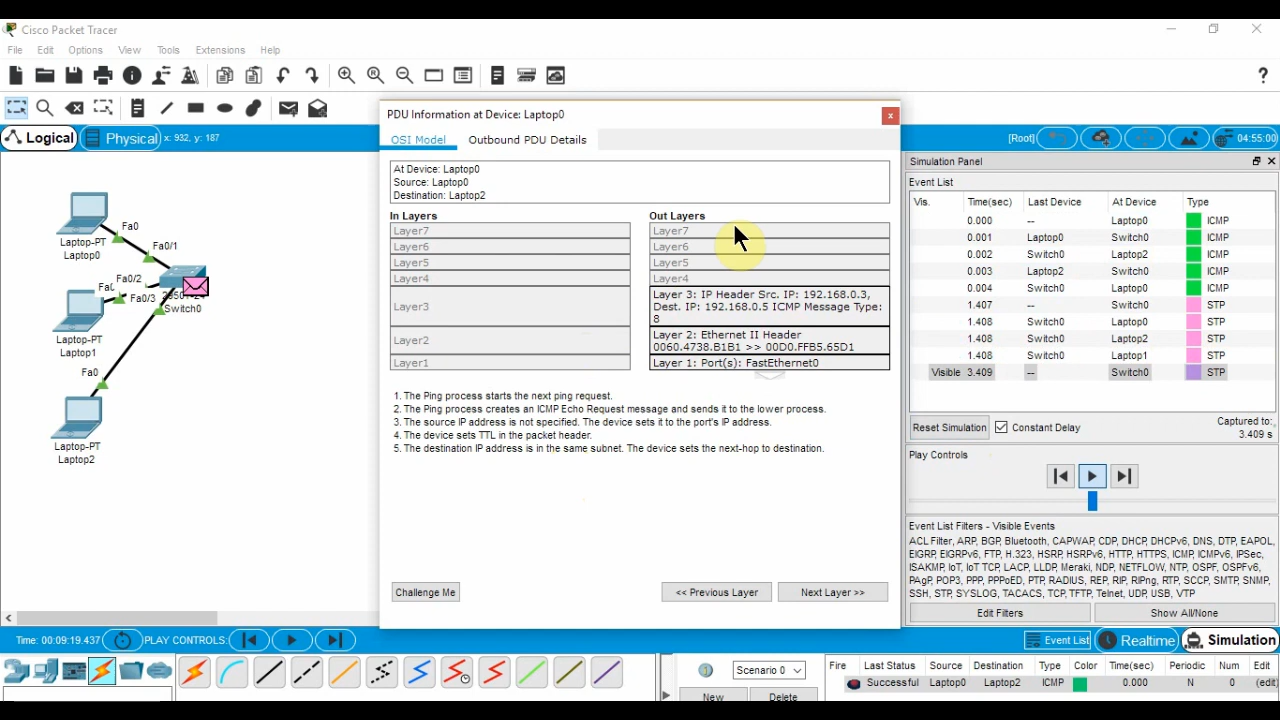 Cisco Packet Tracer
File Edit Options View Tools Extensions Help
Logical Physical x: 932, y: 187
[Root] 04:55:00
Fa0
Laptop-PT
Laptop0
Fa0/1
Fa0/2
Fa0/3
Switch0
Laptop-PT
Laptop1
Fa0
Laptop-PT
Laptop2
PDU Information at Device: Laptop0
OSI Model Outbound PDU Details
At Device: Laptop0
Source: Laptop0
Destination: Laptop2
In Layers
Layer7
Layer6
Layer5
Layer4
Layer3
Layer2
Layer1
Out Layers
Layer7
Layer6
Layer5
Layer4
Layer 3: IP Header Src. IP: 192.168.0.3,
Dest. IP: 192.168.0.5 ICMP Message Type:
8
Layer 2: Ethernet II Header
0060.4738.B1B1 >> 00D0.FFB5.65D1
Layer 1: Port(s): FastEthernet0
1. The Ping process starts the next ping request.
2. The Ping process creates an ICMP Echo Request message and sends it to the lower process.
3. The source IP address is not specified. The device sets it to the port's IP address.
4. The device sets TTL in the packet header.
5. The destination IP address is in the same subnet. The device sets the next-hop to destination.
Challenge Me << Previous Layer Next Layer >>
Simulation Panel
Event List
Vis. Time(sec) Last Device At Device Type
0.000 -- Laptop0 ICMP
0.001 Laptop0 Switch0 ICMP
0.002 Switch0 Laptop2 ICMP
0.003 Laptop2 Switch0 ICMP
0.004 Switch0 Laptop0 ICMP
1.407 -- Switch0 STP
1.408 Switch0 Laptop0 STP
1.408 Switch0 Laptop2 STP
1.408 Switch0 Laptop1 STP
Visible 3.409 -- Switch0 STP
Reset Simulation Constant Delay Captured to:
3.409 s
Play Controls
Event List Filters - Visible Events
ACL Filter, ARP, BGP, Bluetooth, CAPWAP, CDP, DHCP, DHCPv6, DNS, DTP, EAPOL,
EIGRP, EIGRPv6, FTP, H.323, HSRP, HSRPv6, HTTP, HTTPS, ICMP, ICMPv6, IPSec,
ISAKMP, IoT, IoT TCP, LACP, LLDP, Meraki, NDP, NETFLOW, NTP, OSPF, OSPFv6,
PAgP, POP3, PPP, PPPoED, PTP, RADIUS, REP, RIP, RIPng, RTP, SCCP, SMTP, SNMP,
SSH, STP, SYSLOG, TACACS, TCP, TFTP, Telnet, UDP, USB, VTP
Edit Filters Show All/None
Time: 00:09:19.437 PLAY CONTROLS:
Event List Realtime Simulation
Scenario 0
New Delete
Fire Last Status Source Destination Type Color Time(sec) Periodic Num Edit
Successful Laptop0 Laptop2 ICMP 0.000 N 0 (edit)